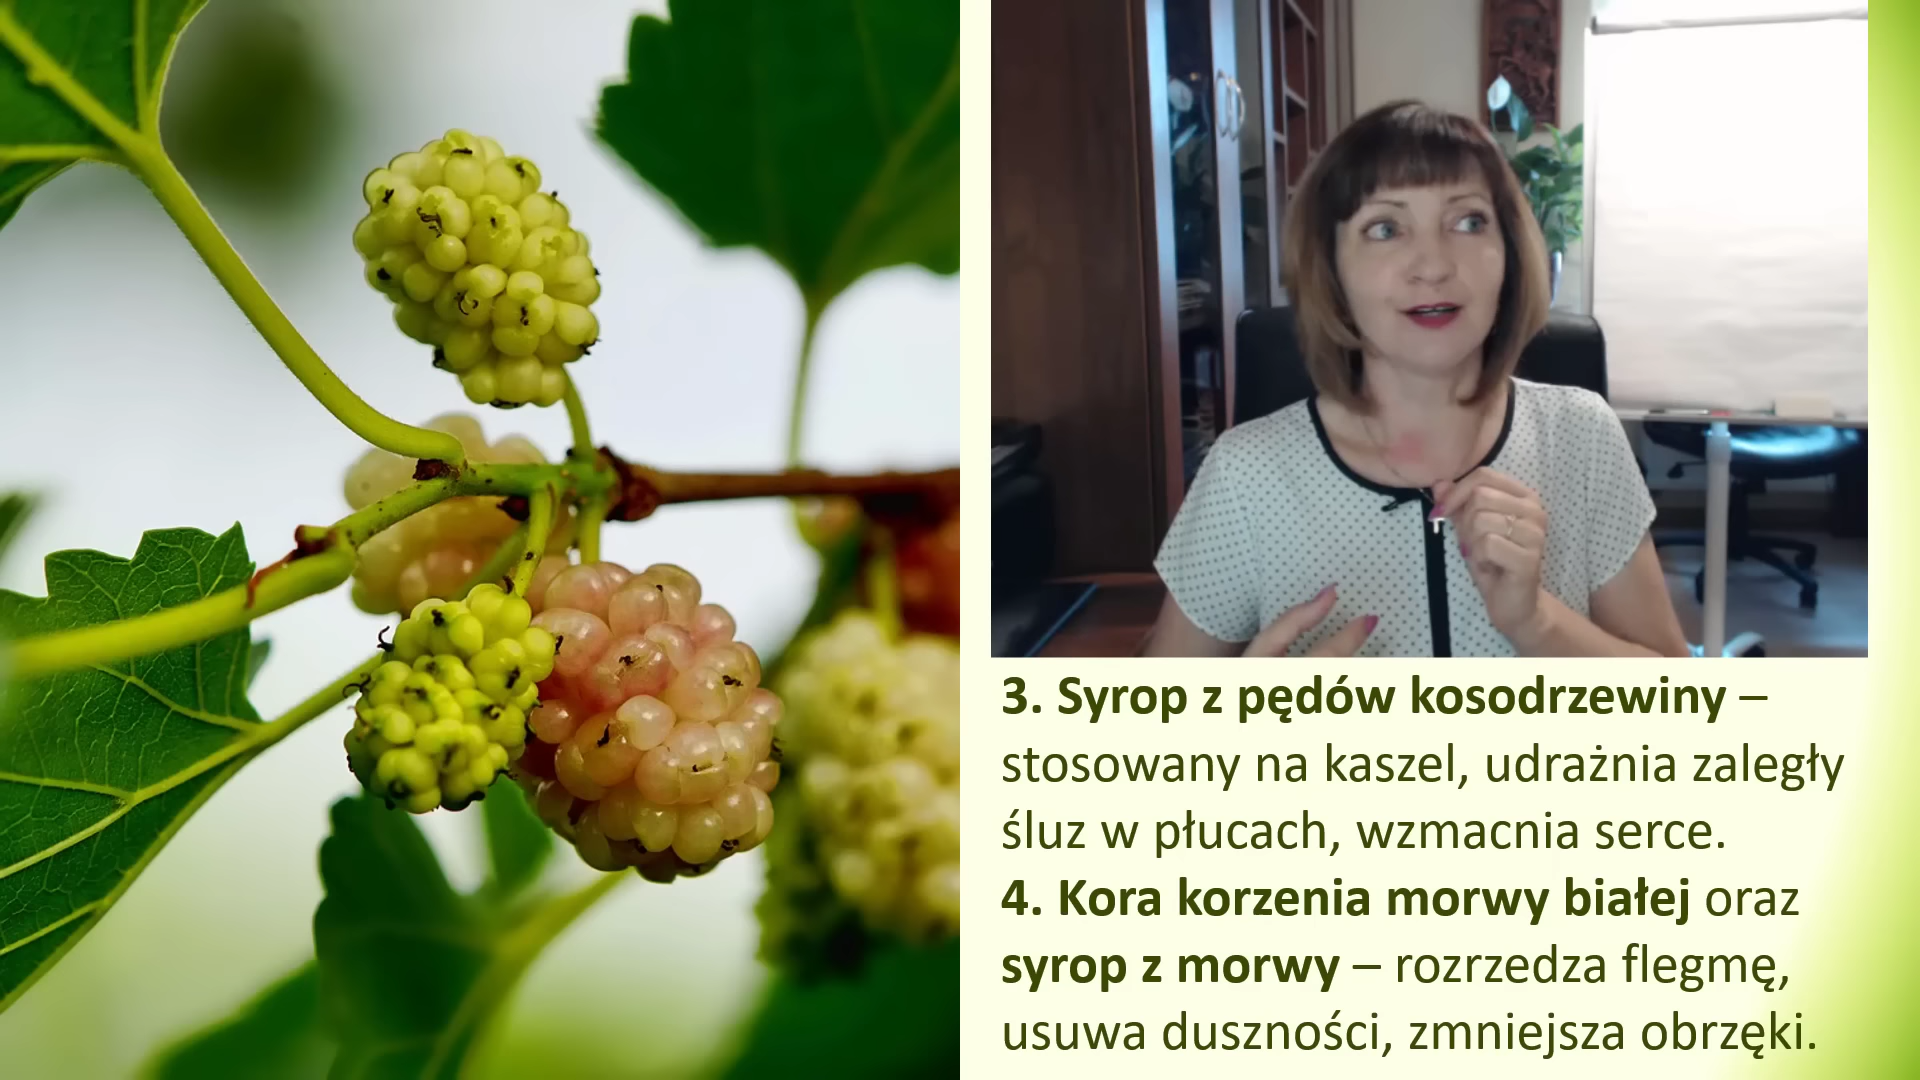 3. Syrop z pędów kosodrzewiny –
stosowany na kaszel, udrażnia zaległy
śluz w płucach, wzmacnia serce.
4. Kora korzenia morwy białej oraz
syrop z morwy – rozrzedza flegmę,
usuwa duszności, zmniejsza obrzęki.